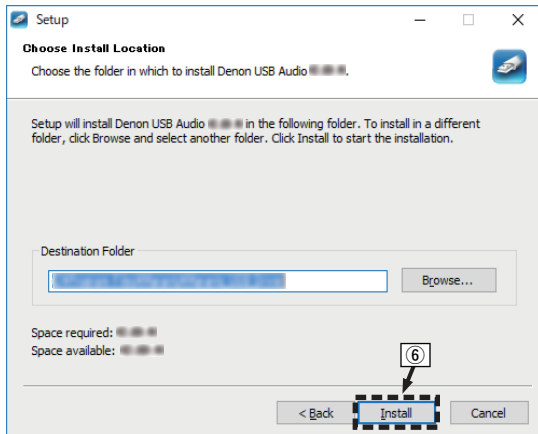 Setup
Choose Install Location
Choose the folder in which to install Denon USB Audio .
Setup will install Denon USB Audio in the following folder. To install in a different
folder, click Browse and select another folder. Click Install to start the installation.
Destination Folder
Browse...
Space required:
Space available:
⑥
< Back
Install
Cancel